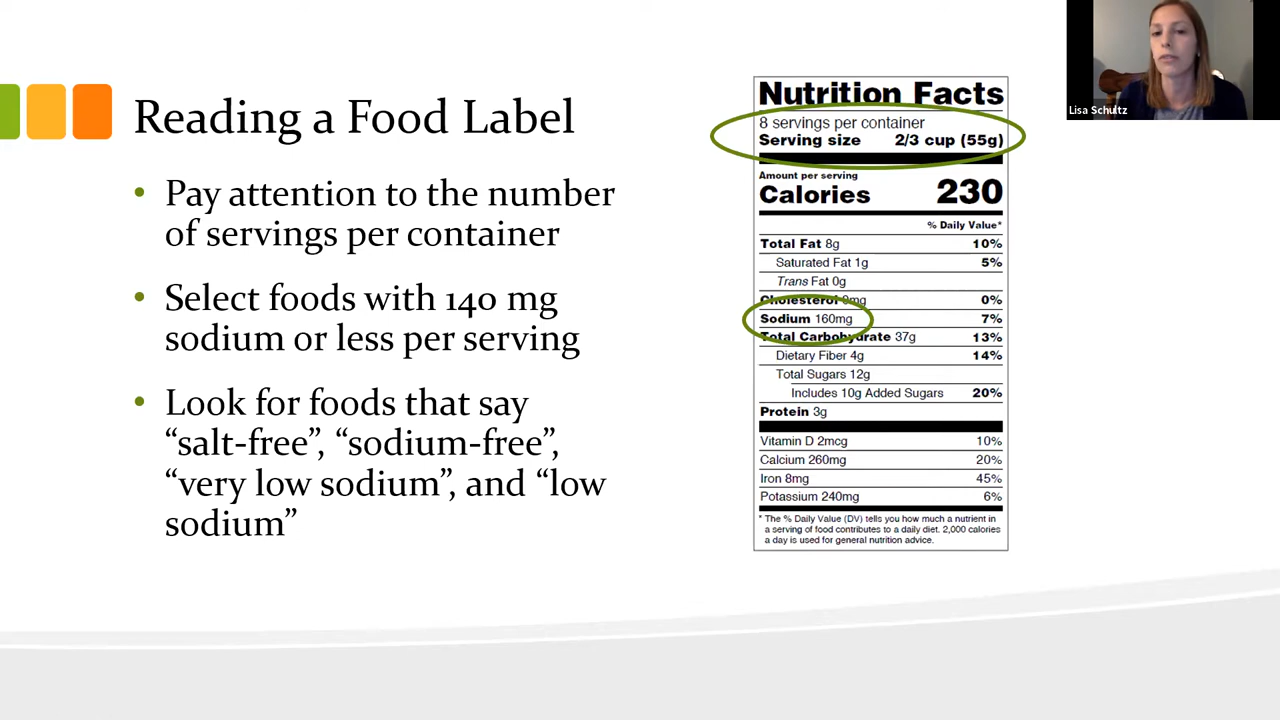 Reading a Food Label
• Pay attention to the number
of servings per container
• Select foods with 140 mg
sodium or less per serving
• Look for foods that say
“salt-free”, “sodium-free”,
“very low sodium”, and “low
sodium”
Nutrition Facts
8 servings per container
Serving size 2/3 cup (55g)
Amount per serving
Calories 230
% Daily Value*
Total Fat 8g 10%
Saturated Fat 1g 5%
Trans Fat 0g
Cholesterol 0mg 0%
Sodium 160mg 7%
Total Carbohydrate 37g 13%
Dietary Fiber 4g 14%
Total Sugars 12g
Includes 10g Added Sugars 20%
Protein 3g
Vitamin D 2mcg 10%
Calcium 260mg 20%
Iron 8mg 45%
Potassium 240mg 6%
* The % Daily Value (DV) tells you how much a nutrient in
a serving of food contributes to a daily diet. 2,000 calories
a day is used for general nutrition advice.
Lisa Schultz